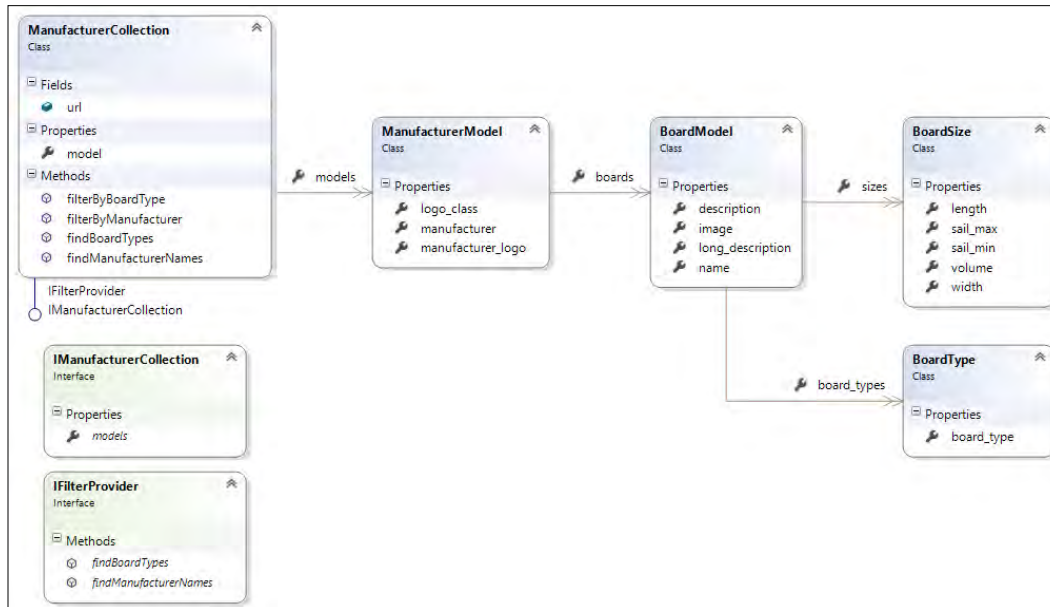 ManufacturerCollection
Class
Fields
url
Properties
model
Methods
filterByBoardType
filterByManufacturer
findBoardTypes
findManufacturerNames
IFilterProvider
IManufacturerCollection
models
ManufacturerModel
Class
Properties
logo_class
manufacturer
manufacturer_logo
boards
BoardModel
Class
Properties
description
image
long_description
name
sizes
BoardSize
Class
Properties
length
sail_max
sail_min
volume
width
board_types
BoardType
Class
Properties
board_type
IManufacturerCollection
Interface
Properties
models
IFilterProvider
Interface
Methods
findBoardTypes
findManufacturerNames